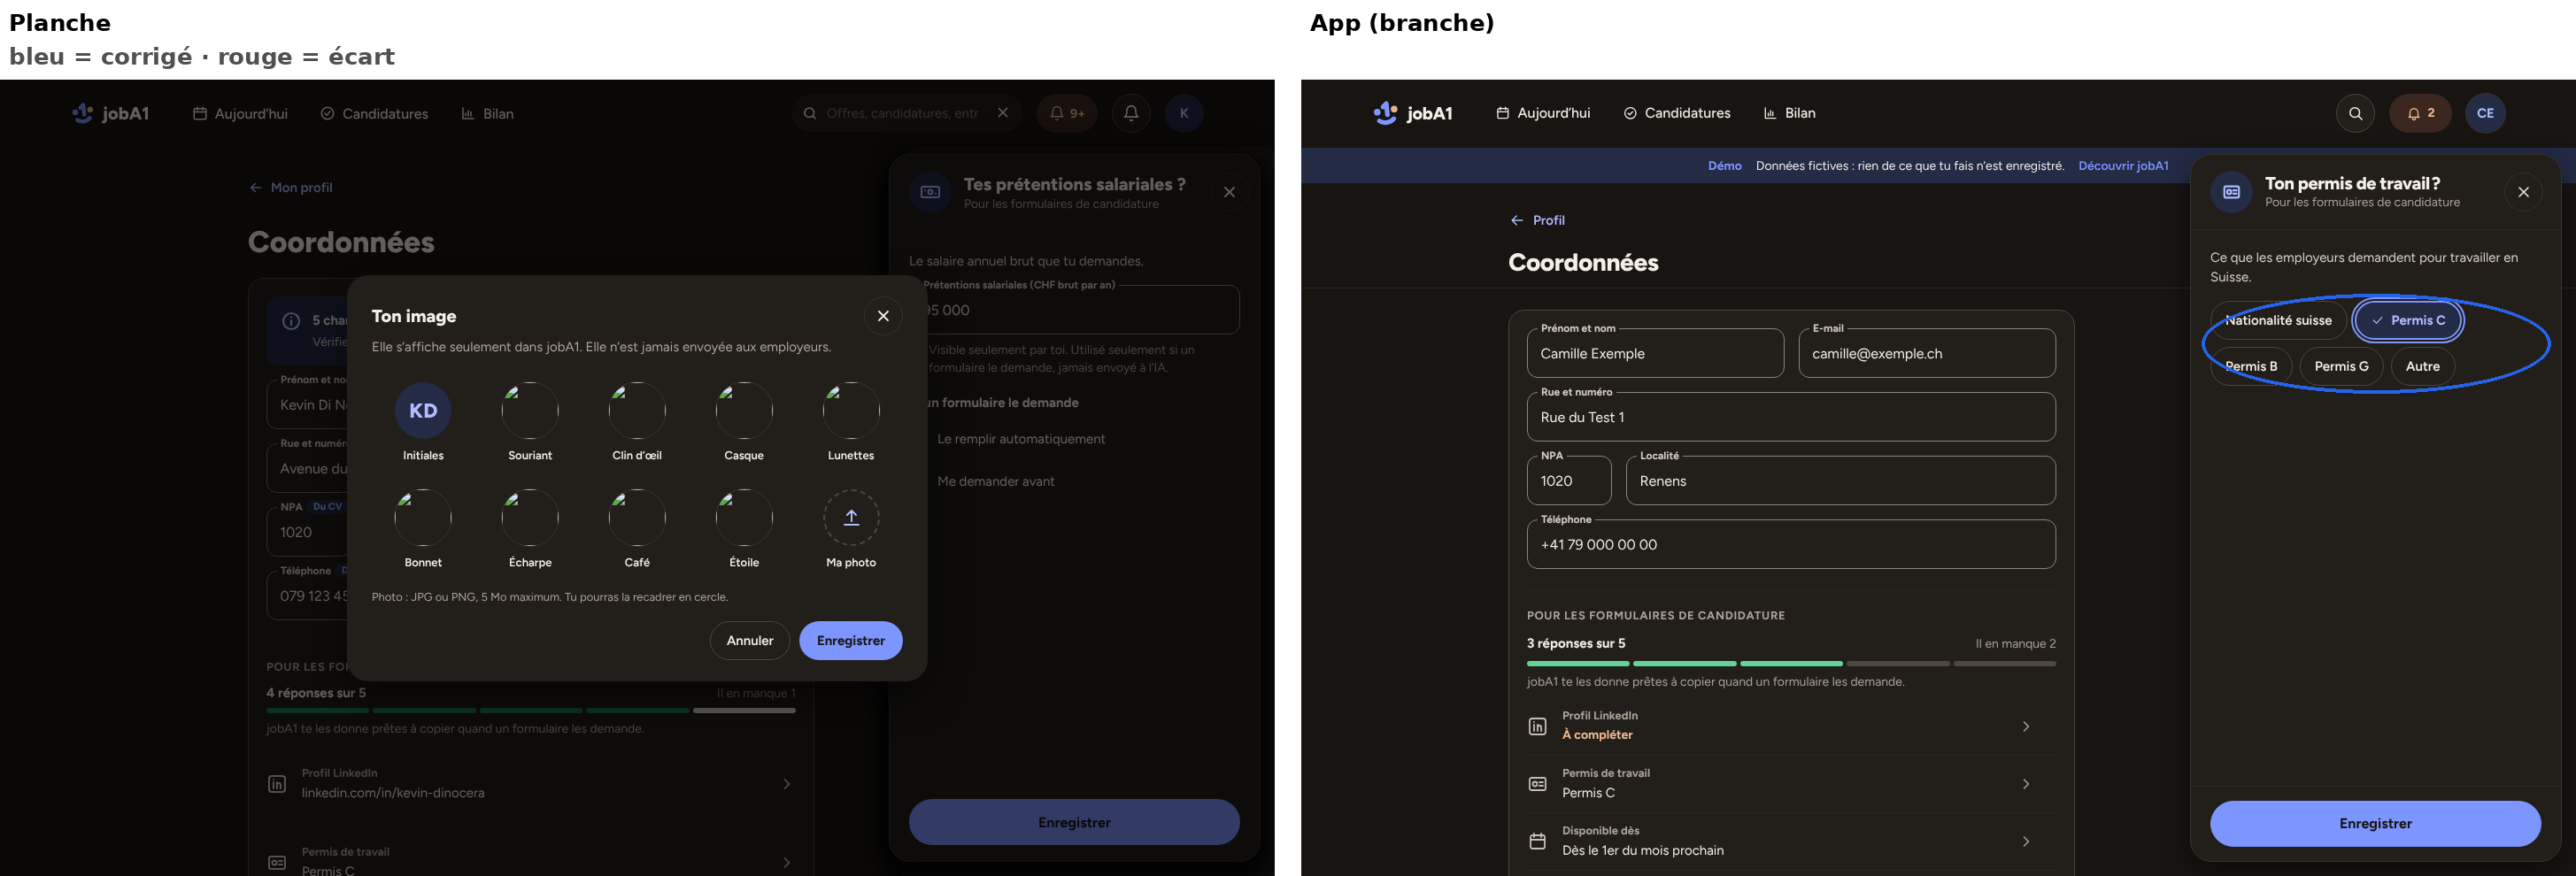 Planche
bleu = corrigé · rouge = écart
jobA1
Aujourd'hui
Candidatures
Bilan
Offres, candidatures, entr
9+
K
Mon profil
Coordonnées
5 char
Vérifie
Prénom et no
Kevin Di N
Rue et numér
Avenue du
NPA
Du CV
1020
Téléphone
D
079 123 45
POUR LES FOR
4 réponses sur 5
Il en manque 1
jobA1 te les donne prêtes à copier quand un formulaire les demande.
Profil LinkedIn
linkedin.com/in/kevin-dinocera
Permis de travail
Permis C
Ton image
Elle s'affiche seulement dans jobA1. Elle n'est jamais envoyée aux employeurs.
KD
Initiales
Souriant
Clin d'œil
Casque
Lunettes
Bonnet
Écharpe
Café
Étoile
Ma photo
Photo : JPG ou PNG, 5 Mo maximum. Tu pourras la recadrer en cercle.
Annuler
Enregistrer
Tes prétentions salariales ?
Pour les formulaires de candidature
Le salaire annuel brut que tu demandes.
Prétentions salariales (CHF brut par an)
95 000
Visible seulement par toi. Utilisé seulement si un
formulaire le demande, jamais envoyé à l'IA.
un formulaire le demande
Le remplir automatiquement
Me demander avant
Enregistrer
App (branche)
jobA1
Aujourd'hui
Candidatures
Bilan
2
CE
Démo
Données fictives : rien de ce que tu fais n'est enregistré.
Découvrir jobA1
Profil
Coordonnées
Prénom et nom
Camille Exemple
E-mail
camille@exemple.ch
Rue et numéro
Rue du Test 1
NPA
1020
Localité
Renens
Téléphone
+41 79 000 00 00
POUR LES FORMULAIRES DE CANDIDATURE
3 réponses sur 5
Il en manque 2
jobA1 te les donne prêtes à copier quand un formulaire les demande.
Profil LinkedIn
À compléter
Permis de travail
Permis C
Disponible dès
Dès le 1er du mois prochain
Ton permis de travail ?
Pour les formulaires de candidature
Ce que les employeurs demandent pour travailler en
Suisse.
Nationalité suisse
Permis C
Permis B
Permis G
Autre
Enregistrer